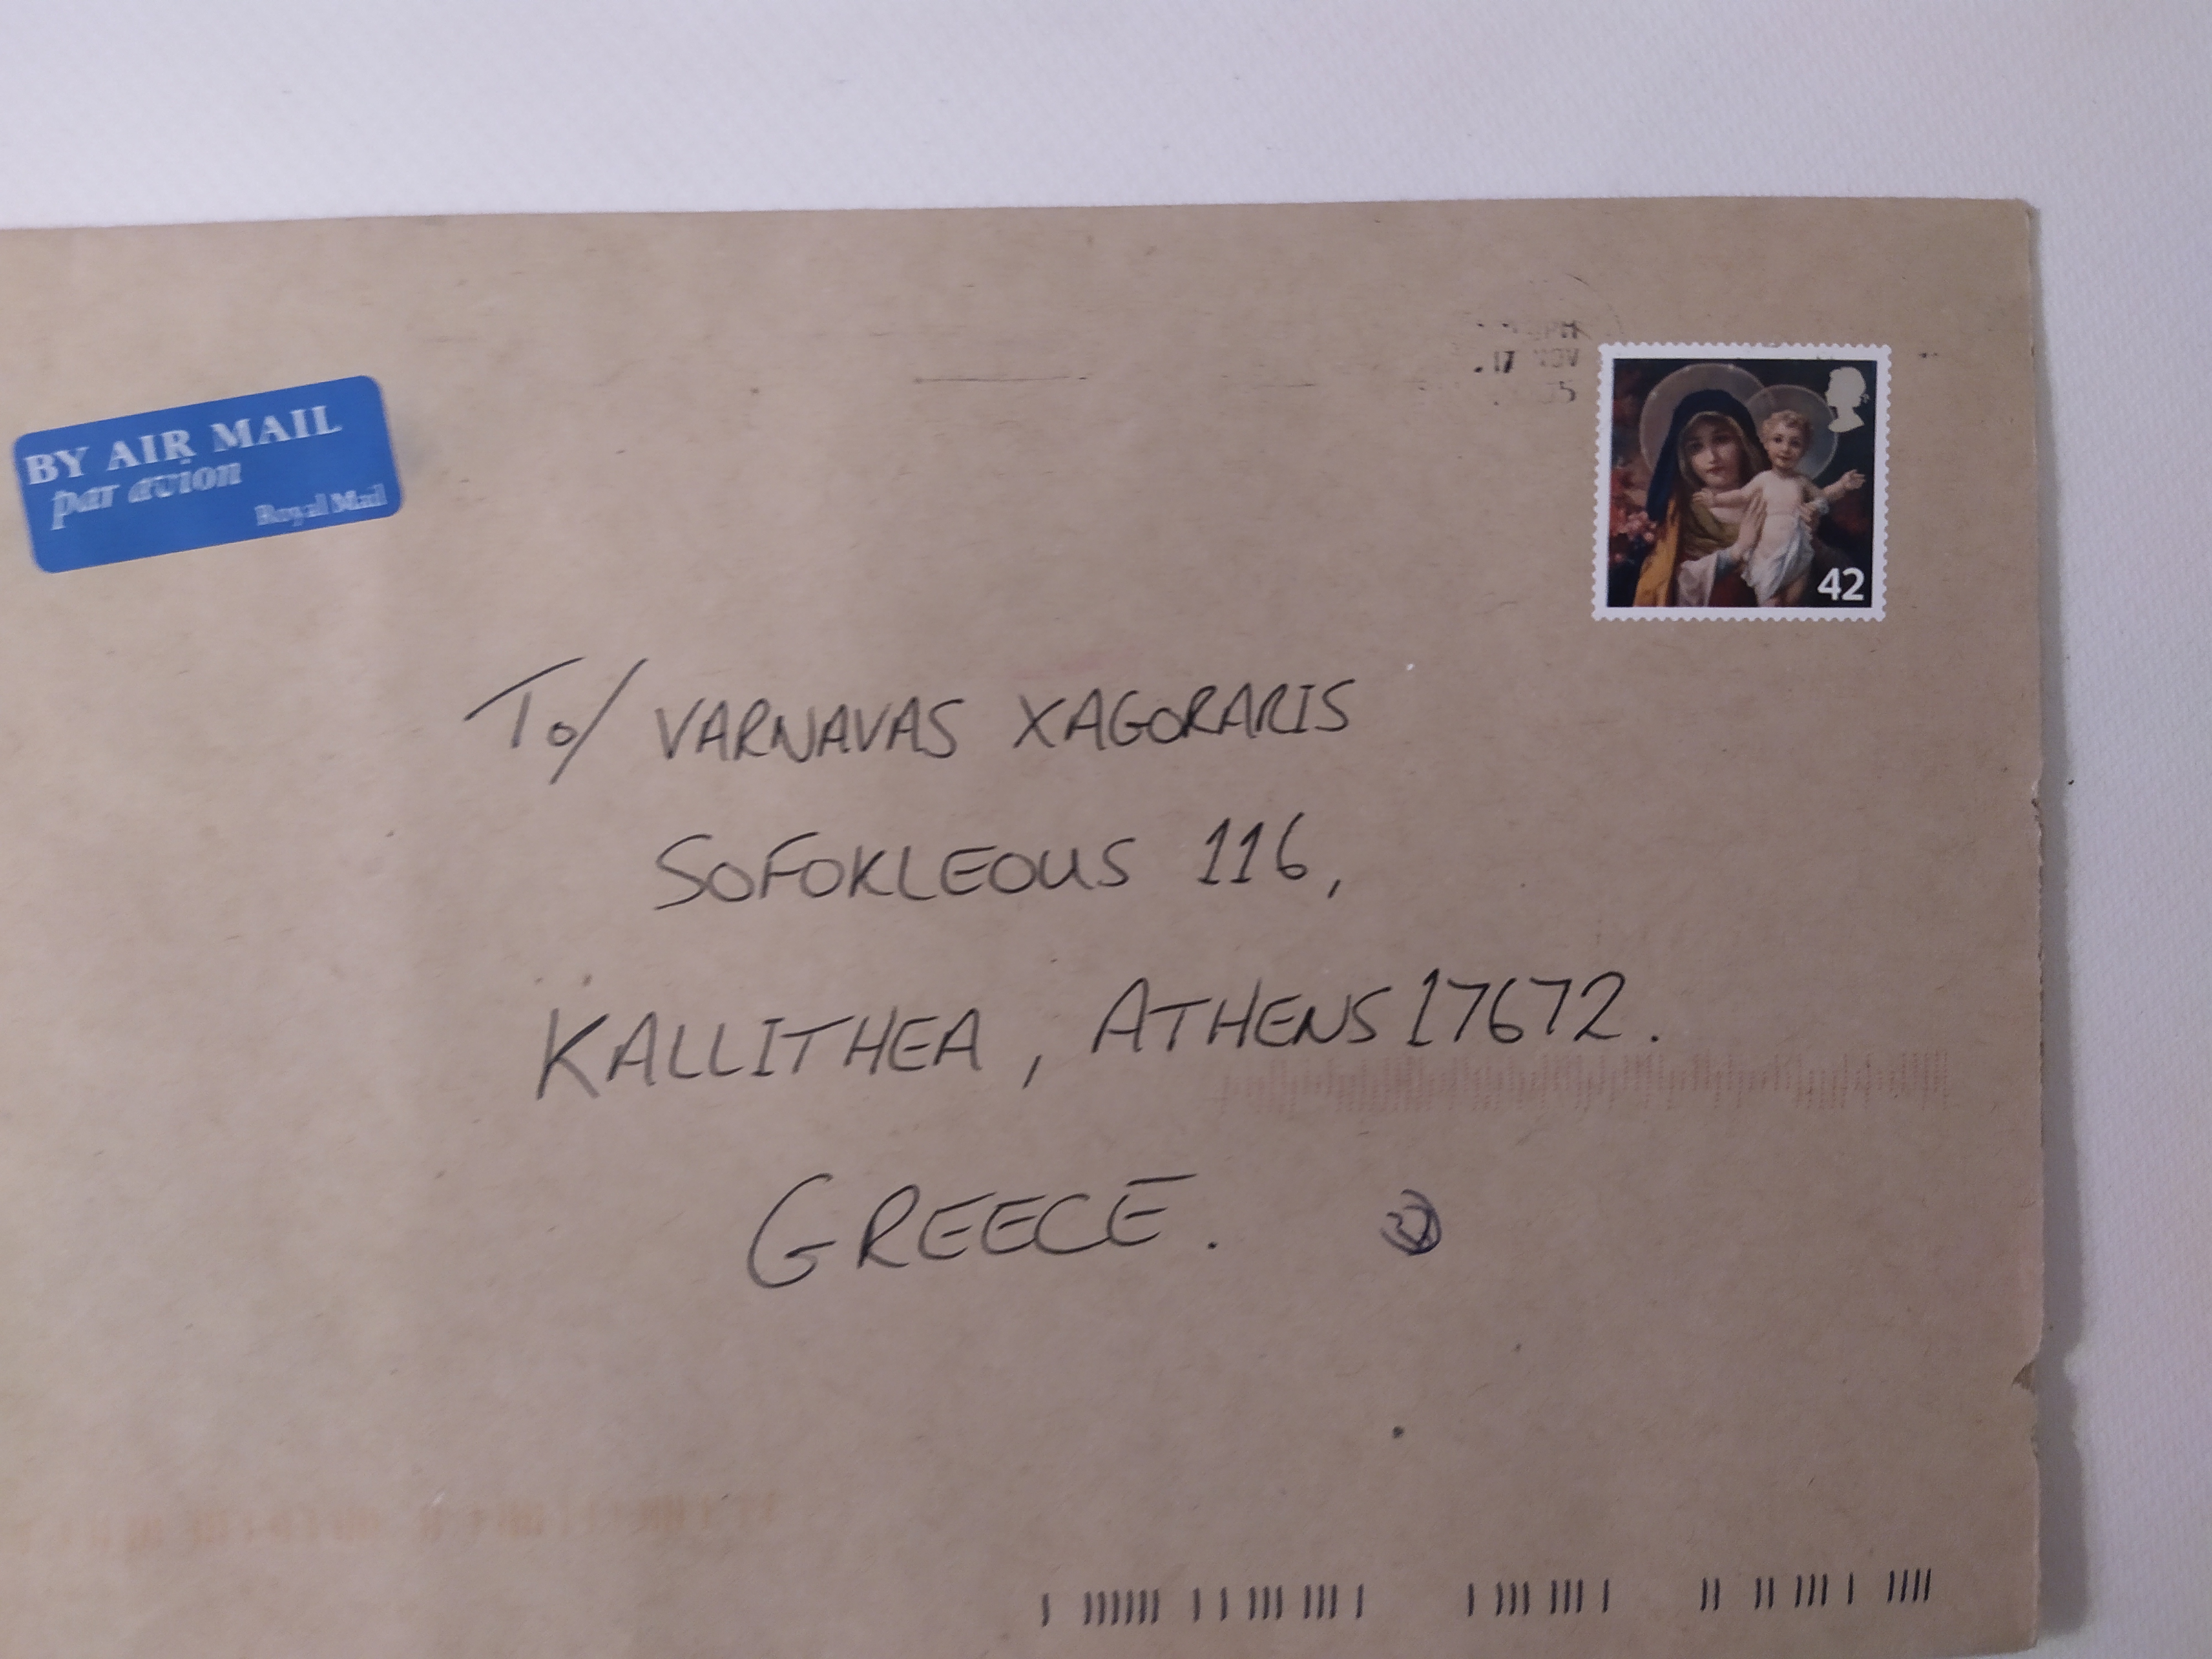 BY AIR MAIL
par avion
Royal Mail
PM
17 NOV
42
To/ VARNAVAS XAGORARIS
SOFOKLEOUS 116,
KALLITHEA, ATHENS 17672.
GREECE.